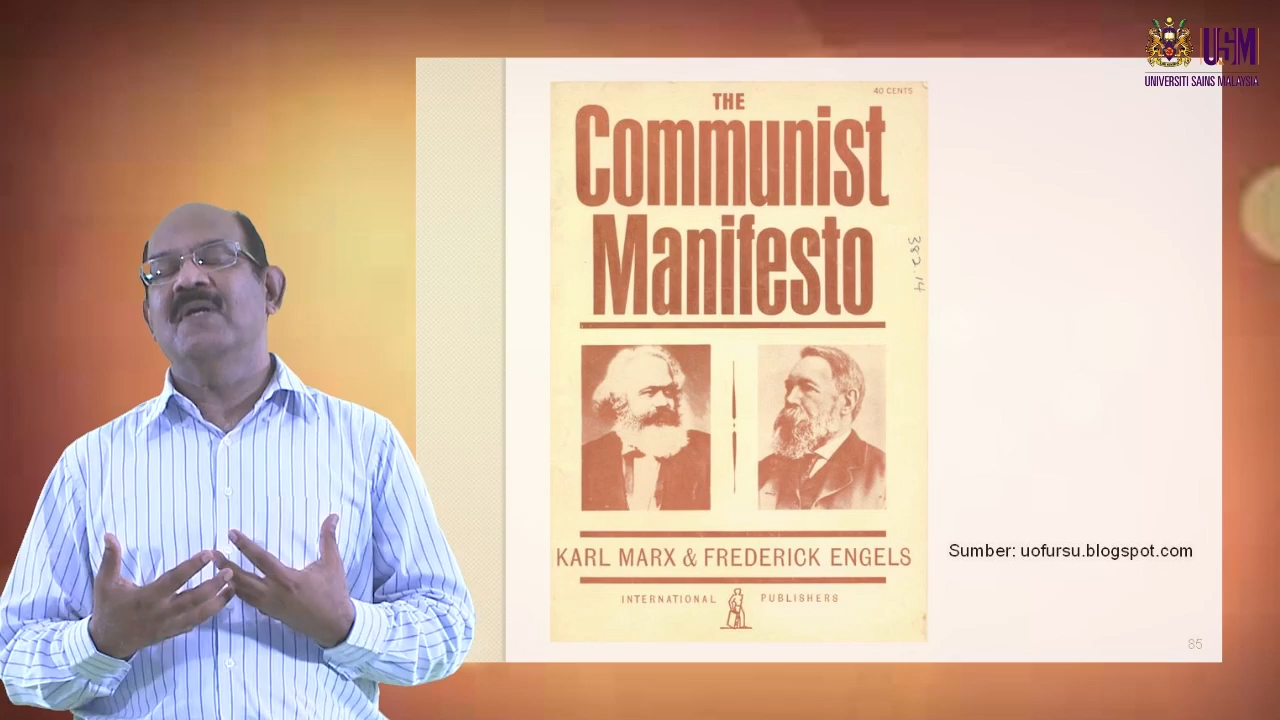 USM
UNIVERSITI SAINS MALAYSIA
40 CENTS
THE
Communist
Manifesto
382.14
KARL MARX & FREDERICK ENGELS
INTERNATIONAL PUBLISHERS
Sumber: uofursu.blogspot.com
85